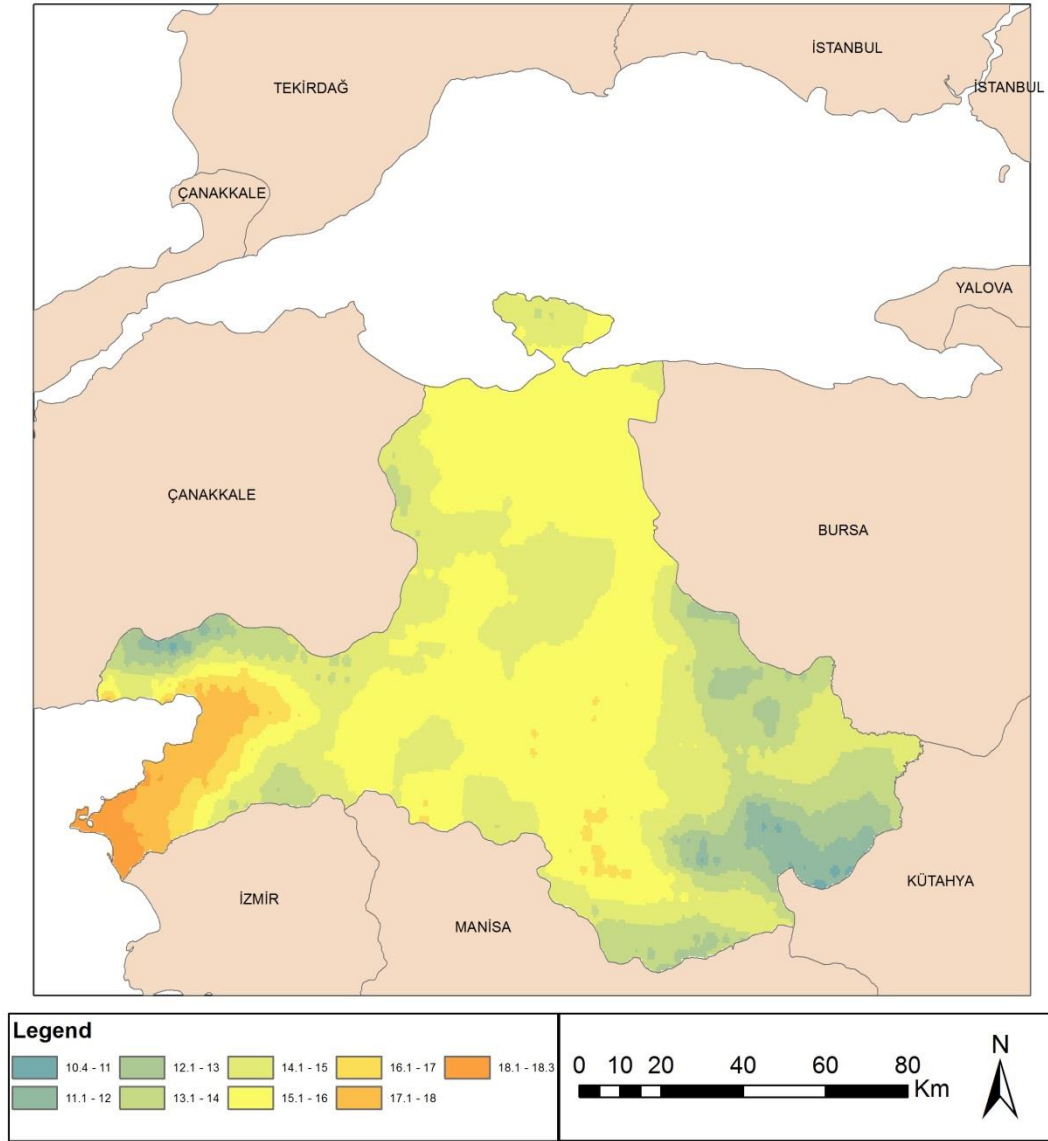 İSTANBUL
TEKİRDAĞ
İSTANBUL
ÇANAKKALE
YALOVA
ÇANAKKALE
BURSA
KÜTAHYA
İZMİR
MANİSA
Legend
10.4 - 11
12.1 - 13
14.1 - 15
16.1 - 17
18.1 - 18.3
11.1 - 12
13.1 - 14
15.1 - 16
17.1 - 18
0 10 20 40 60 80
Km
N